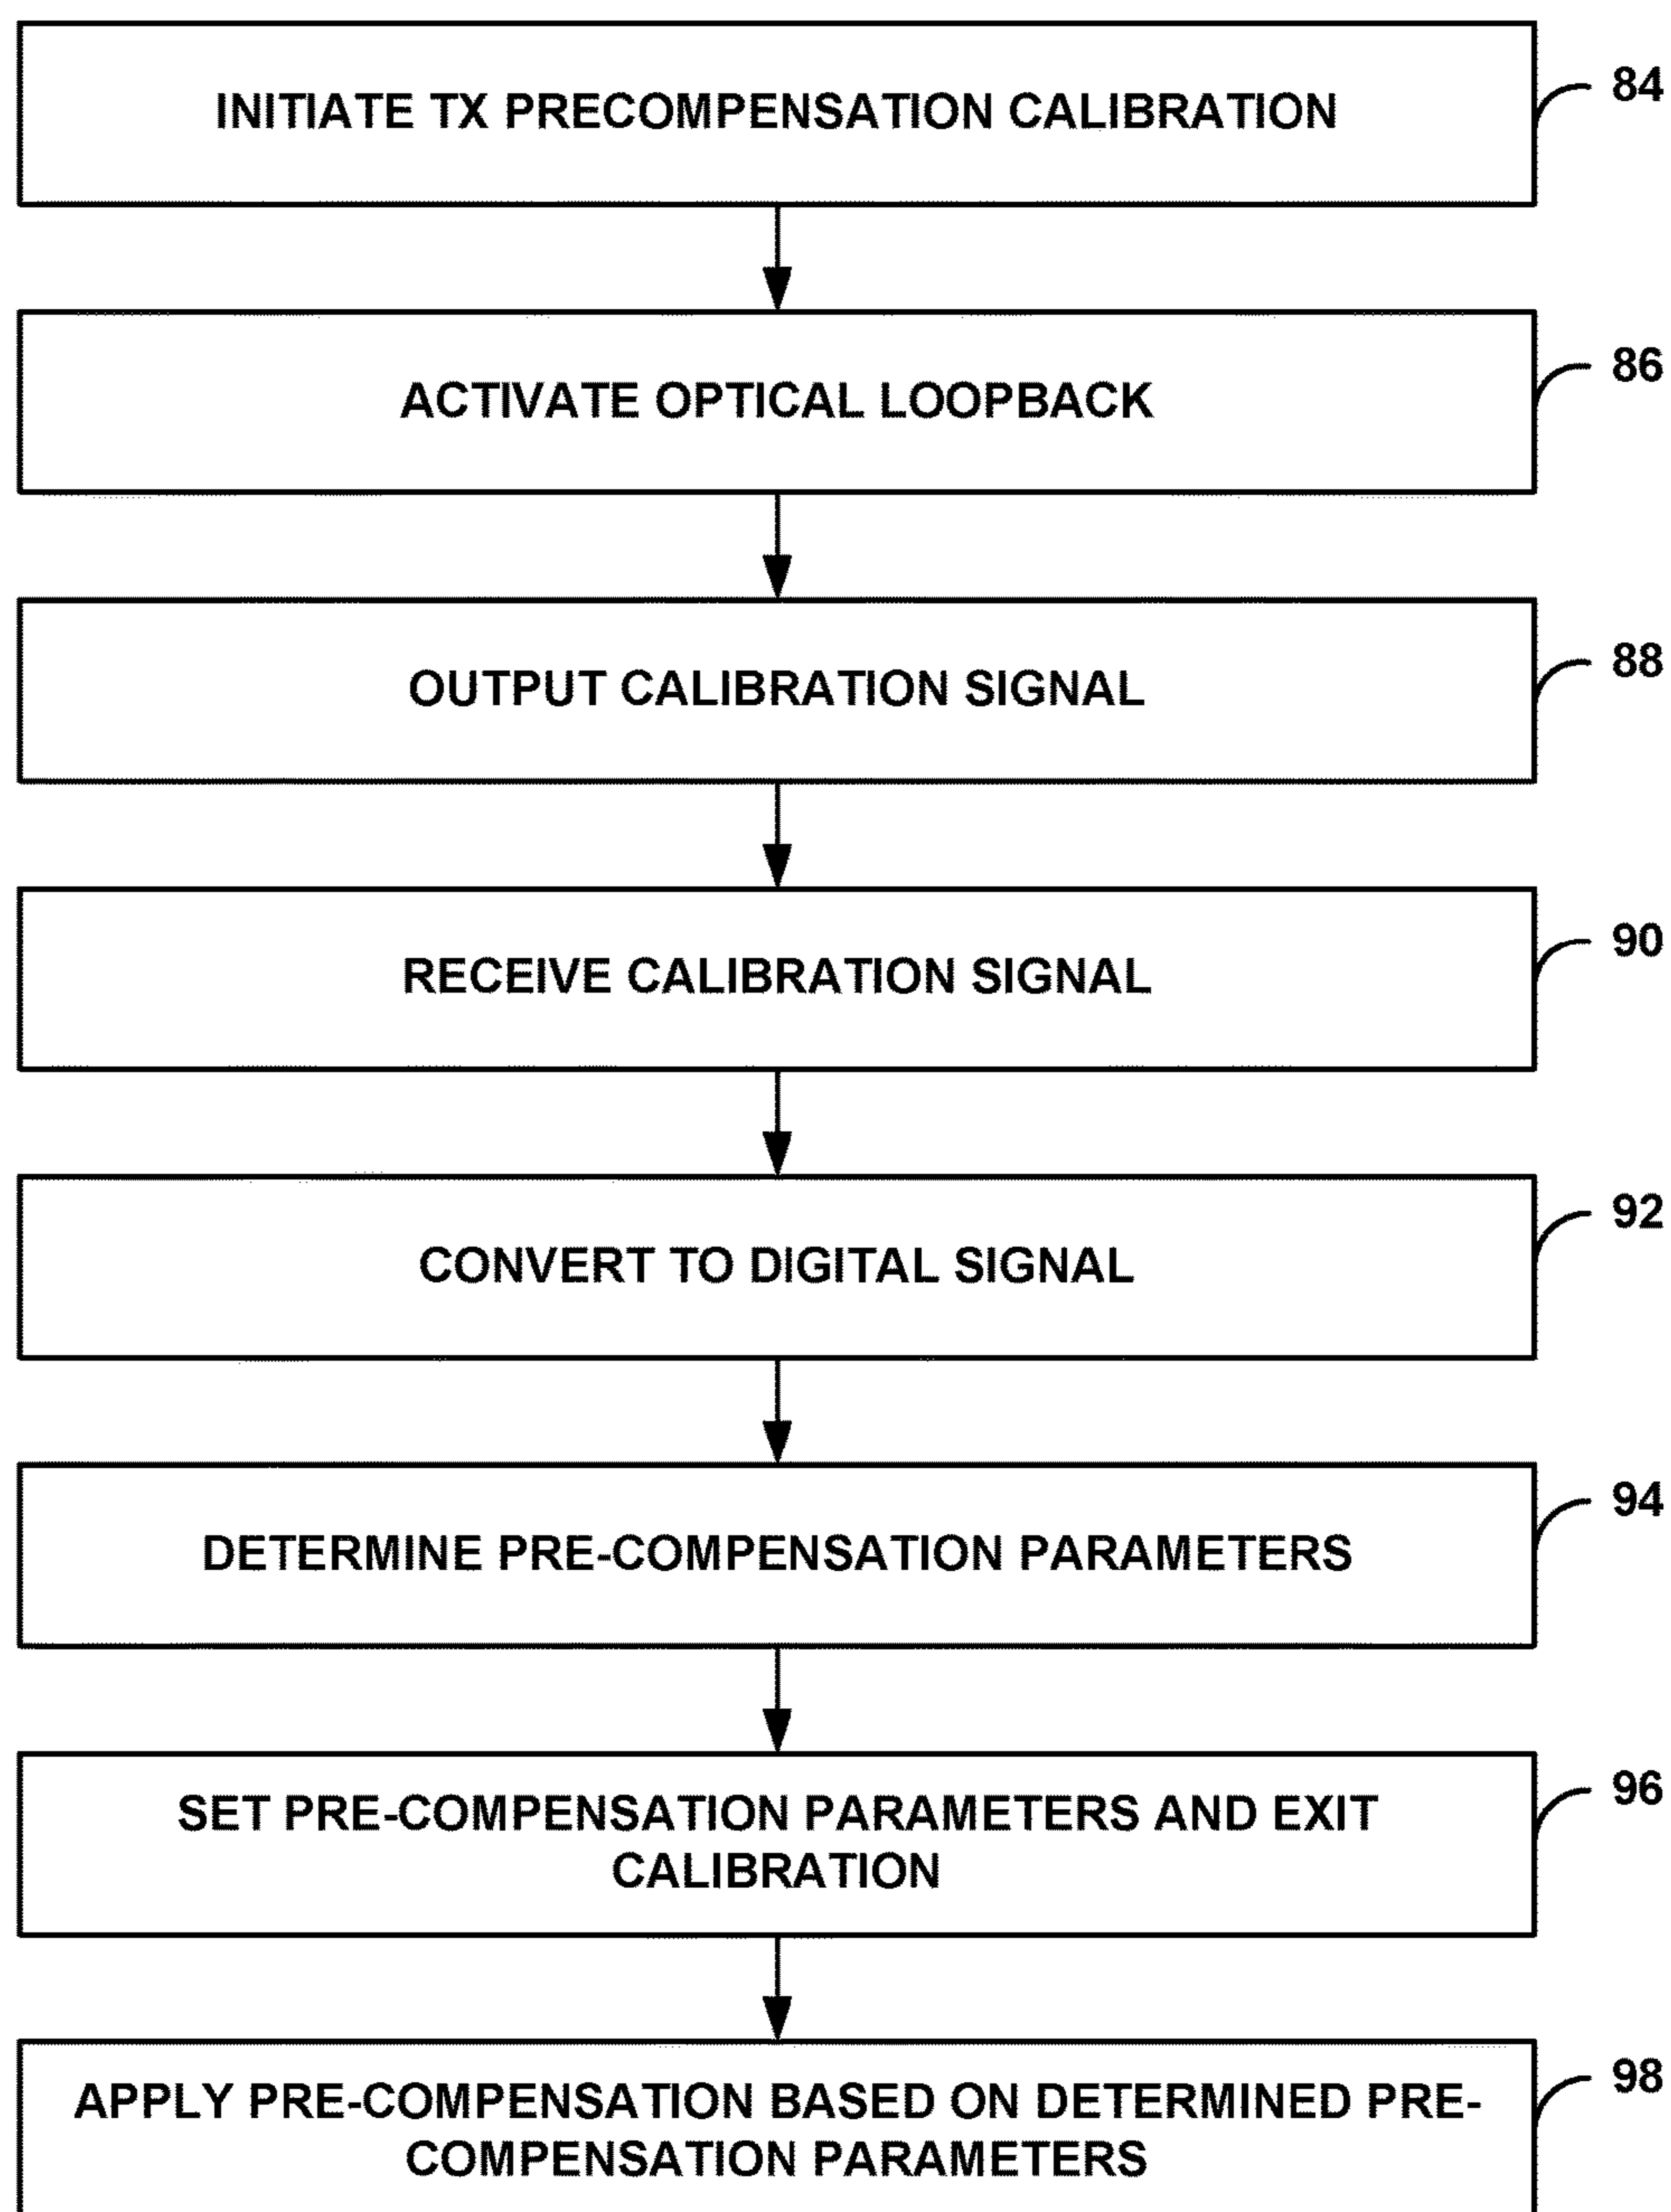 INITIATE TX PRECOMPENSATION CALIBRATION
84
ACTIVATE OPTICAL LOOPBACK
86
OUTPUT CALIBRATION SIGNAL
88
RECEIVE CALIBRATION SIGNAL
90
CONVERT TO DIGITAL SIGNAL
92
DETERMINE PRE-COMPENSATION PARAMETERS
94
SET PRE-COMPENSATION PARAMETERS AND EXIT
CALIBRATION
96
APPLY PRE-COMPENSATION BASED ON DETERMINED PRE-
COMPENSATION PARAMETERS
98